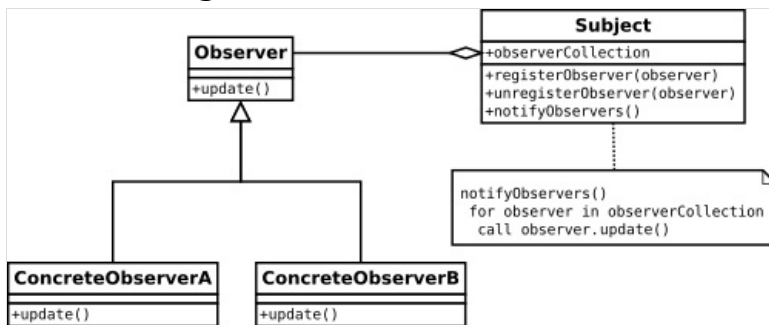 Subject
+observerCollection
+registerObserver(observer)
+unregisterObserver(observer)
+notifyObservers()
Observer
+update()
notifyObservers()
for observer in observerCollection
call observer.update()
ConcreteObserverA
+update()
ConcreteObserverB
+update()